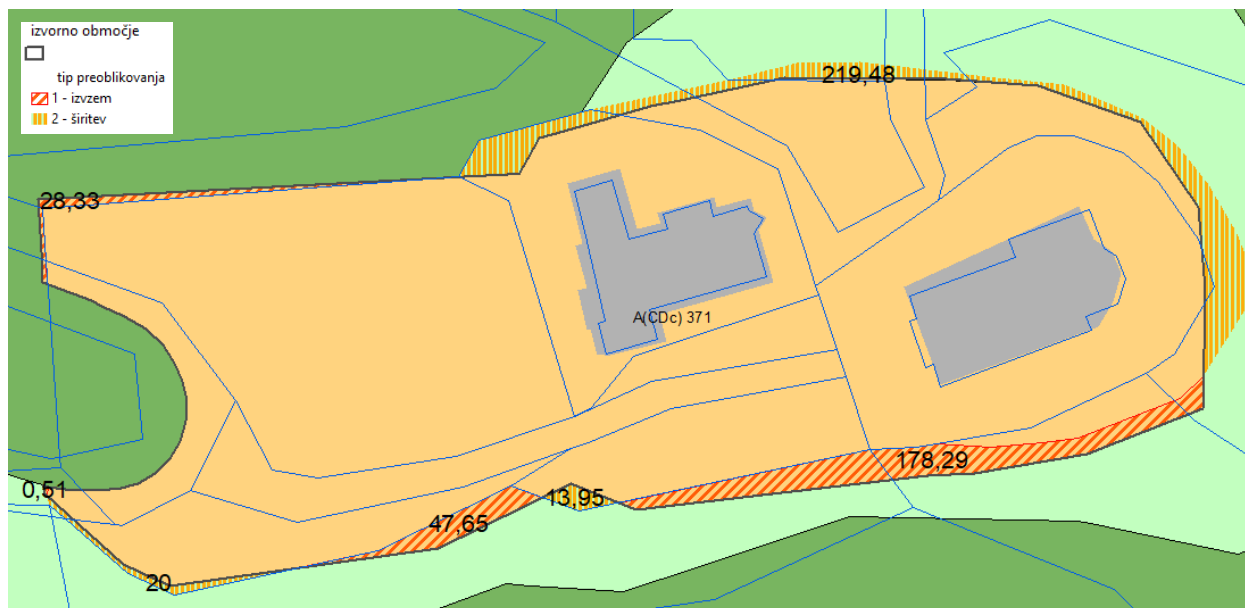 izvorno območje
tip preoblikovanja
1 - izvzem
2 - širitev
219,48
28,33
A(CDc) 371
178,29
0,51
13,95
47,65
20